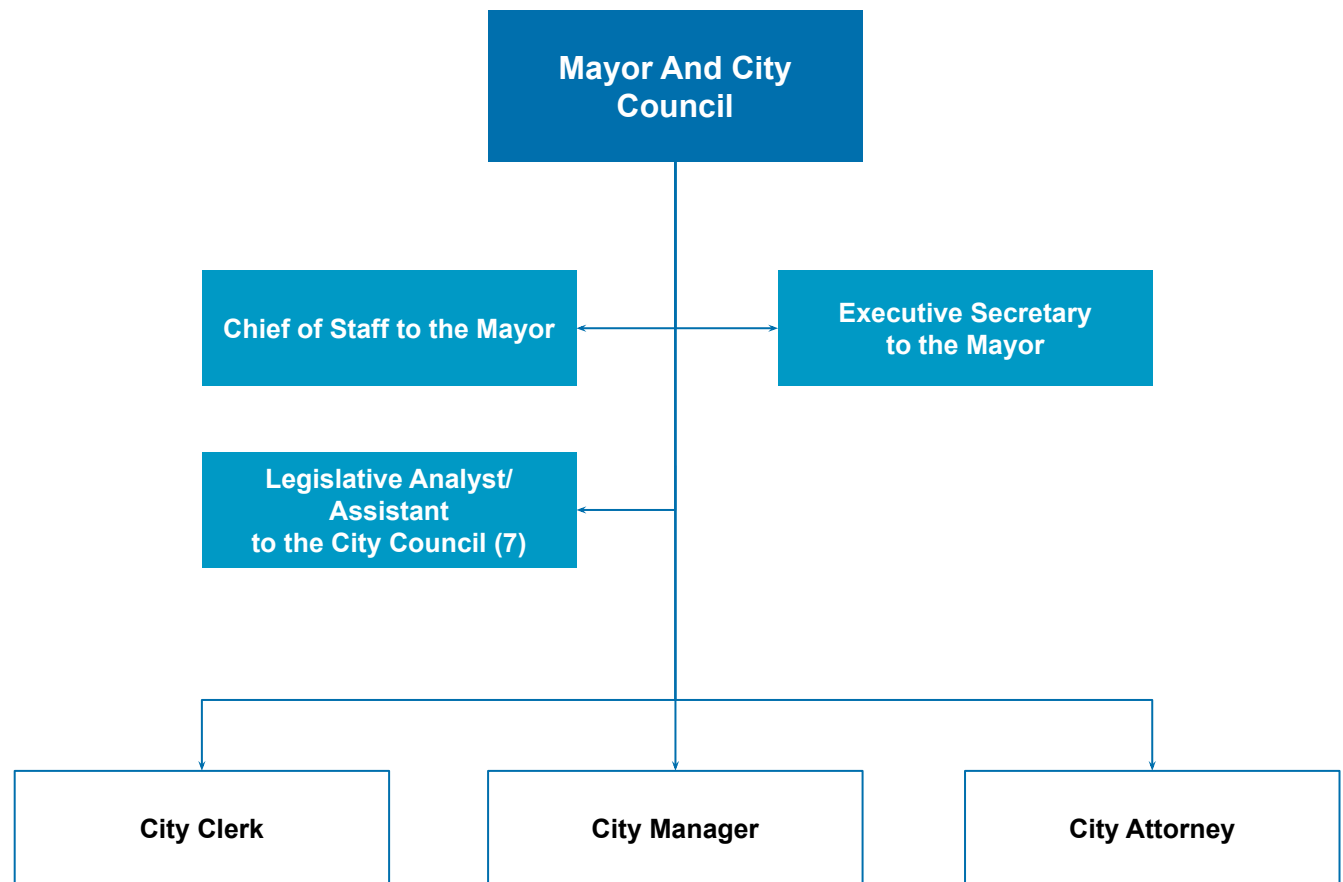 Mayor And City
Council
Chief of Staff to the Mayor
Executive Secretary
to the Mayor
Legislative Analyst/
Assistant
to the City Council (7)
City Clerk
City Manager
City Attorney